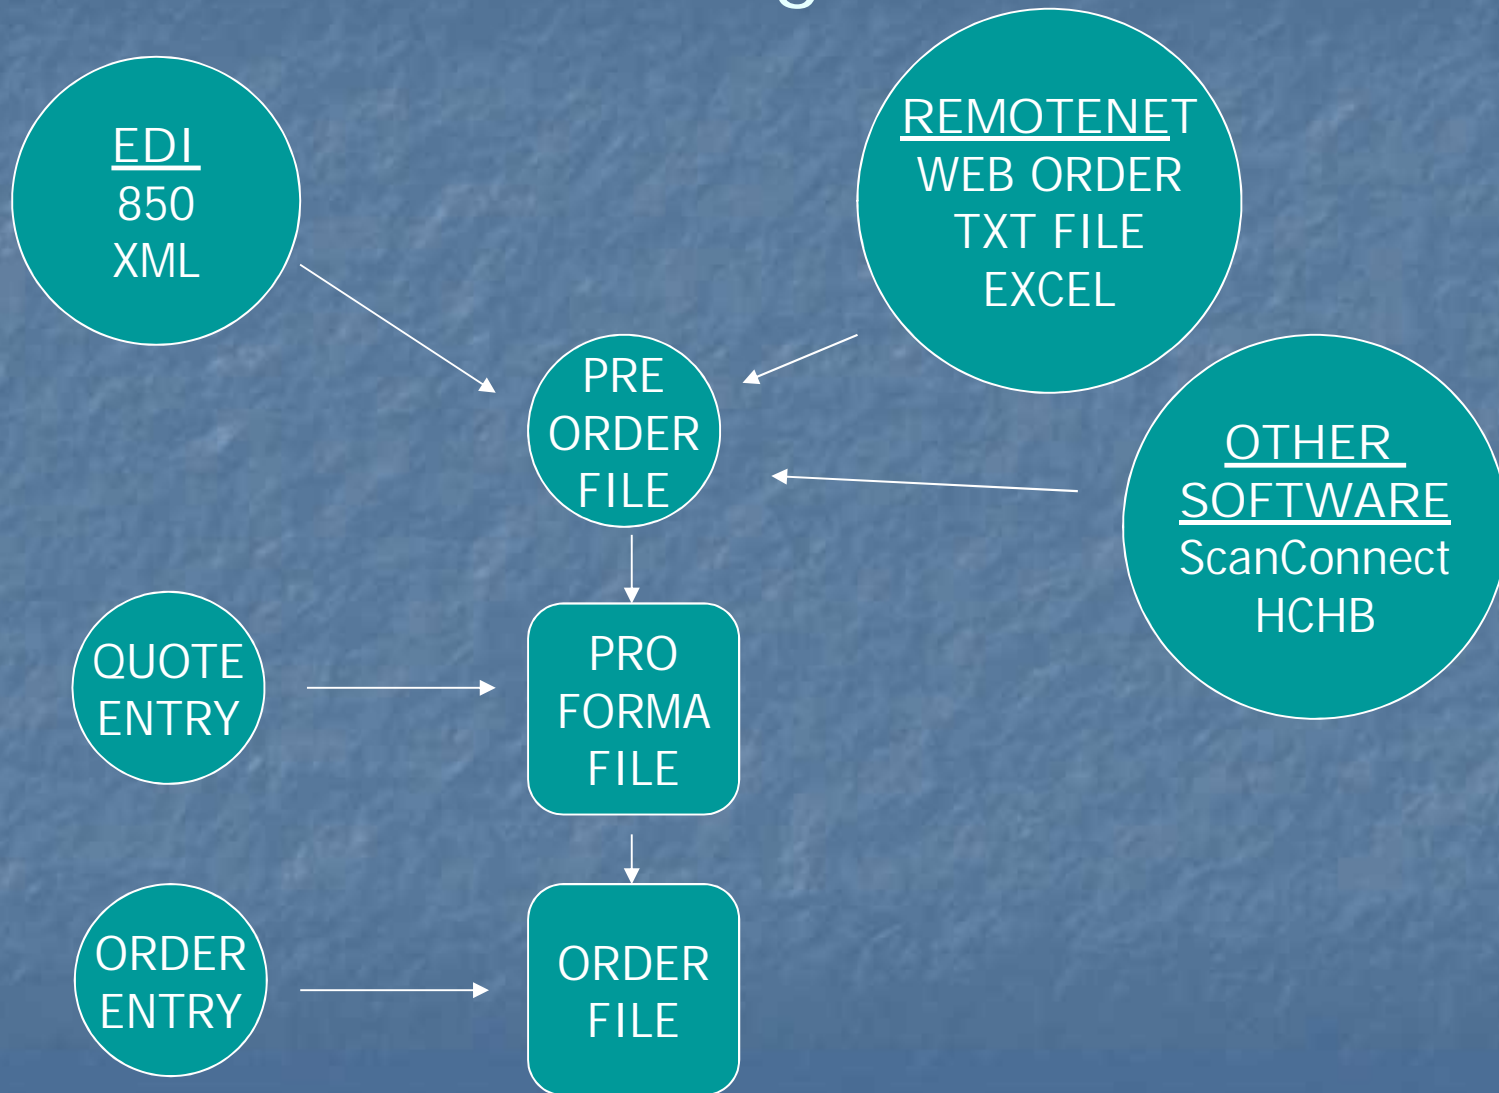 EDI
850
XML
REMOTENET
WEB ORDER
TXT FILE
EXCEL
PRE
ORDER
FILE
OTHER
SOFTWARE
ScanConnect
HCHB
QUOTE
ENTRY
PRO
FORMA
FILE
ORDER
ENTRY
ORDER
FILE